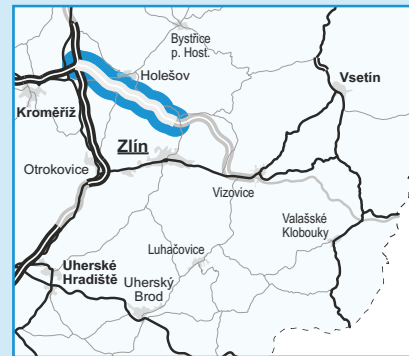 Bystřice
p. Host.
Holešov
Vsetín
Kroměříž
Zlín
Otrokovice
Vizovice
Valašské
Klobouky
Luhačovice
Uherské
Hradiště
Uherský
Brod